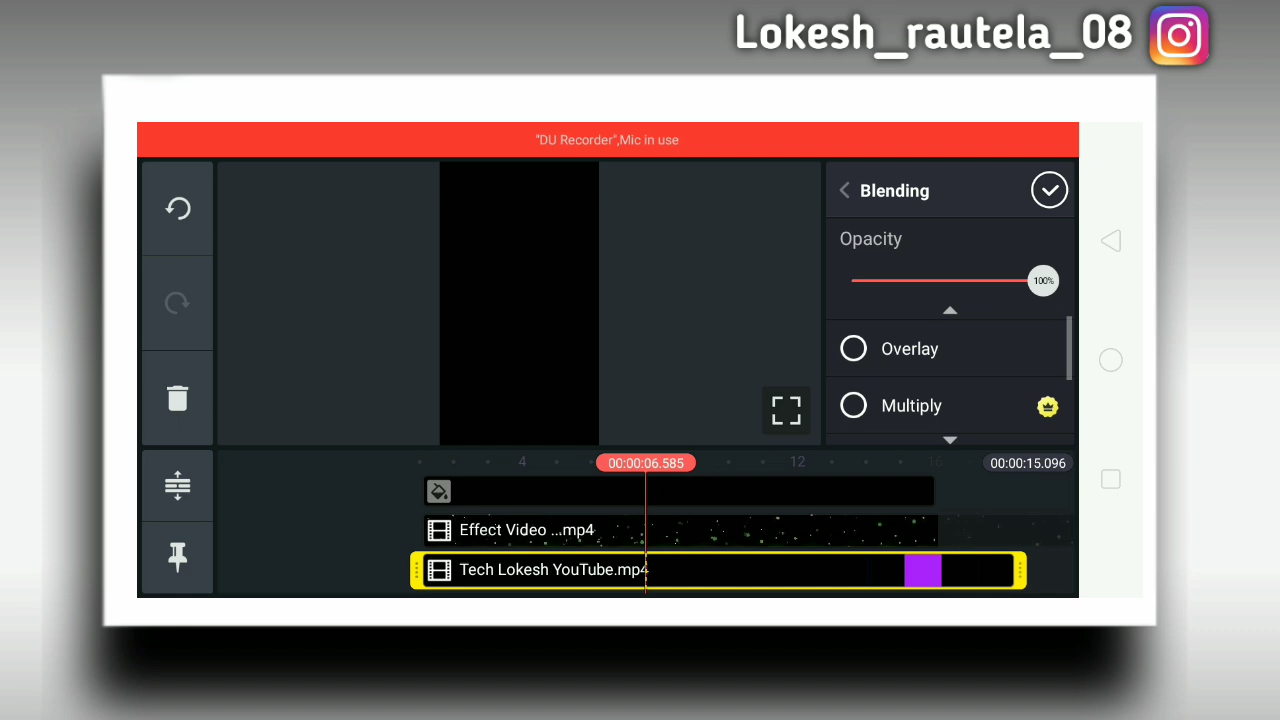 Lokesh_rautela_08
"DU Recorder",Mic in use
Blending
Opacity
100%
Overlay
Multiply
4
00:00:06.585
12
16
00:00:15.096
Effect Video ...mp4
Tech Lokesh YouTube.mp4